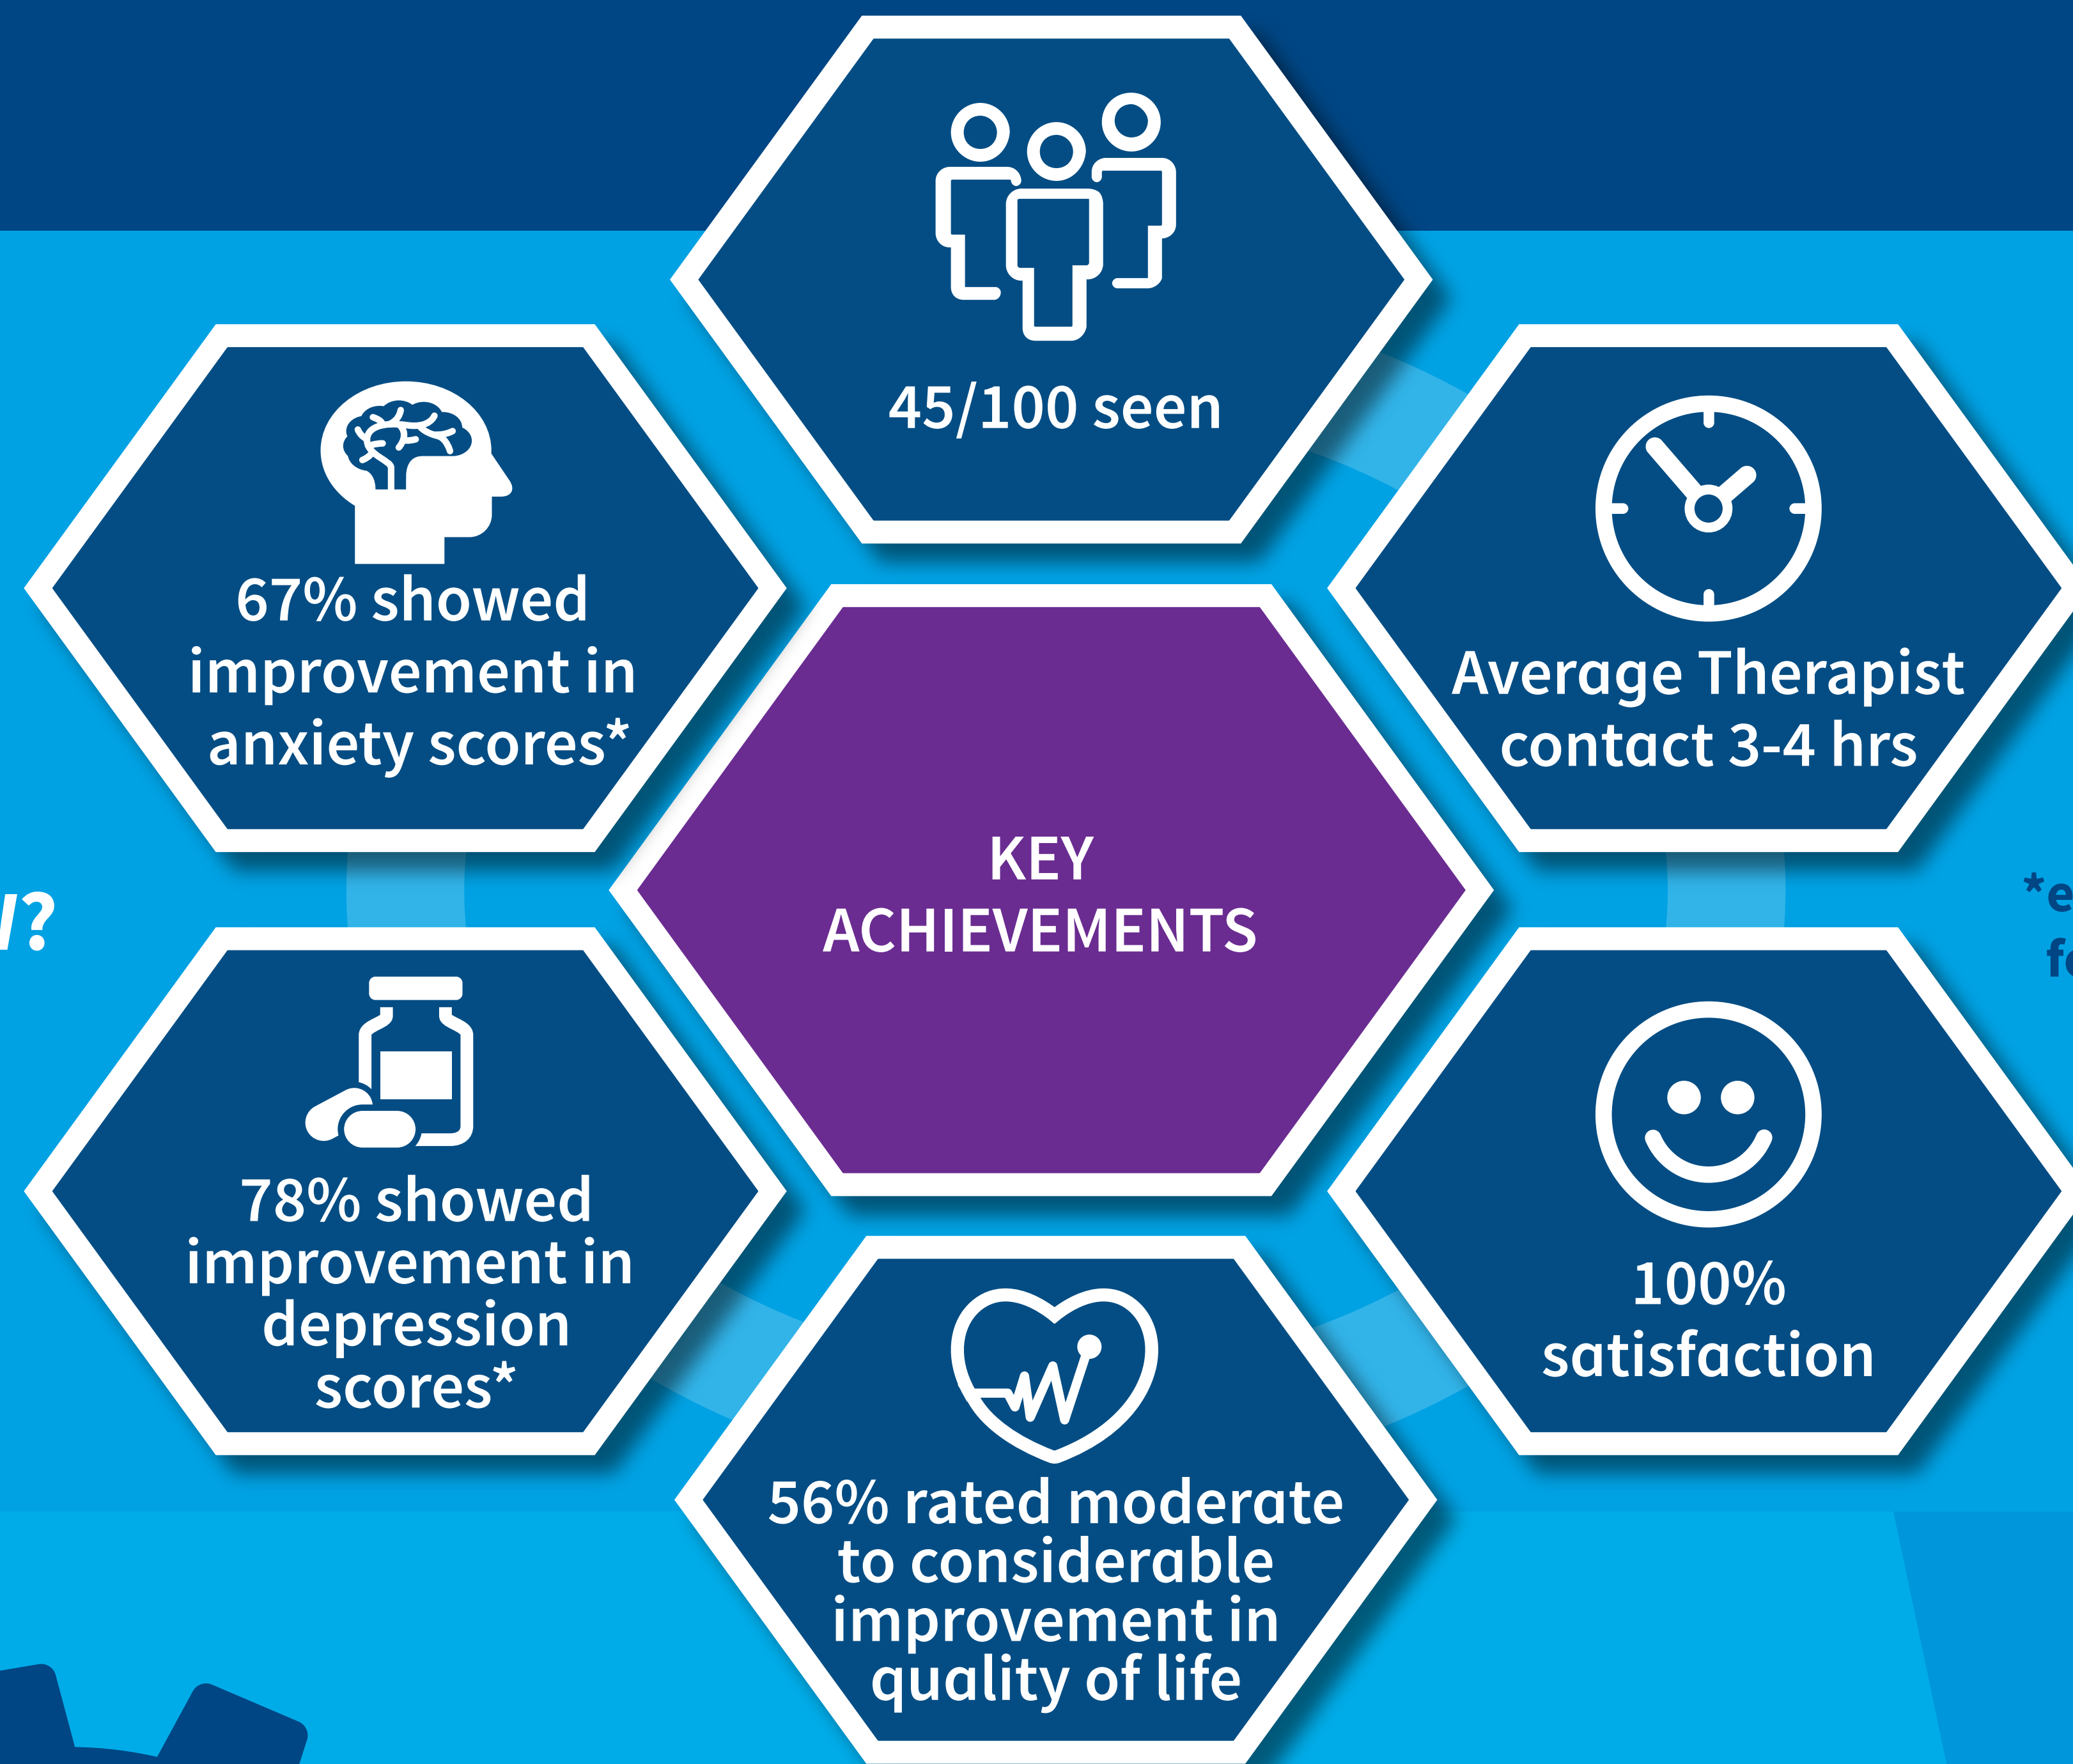 45/100 seen
67% showed
improvement in
anxiety scores*
Average Therapist
contact 3-4 hrs
KEY
ACHIEVEMENTS
78% showed
improvement in
depression
scores*
100%
satisfaction
56% rated moderate
to considerable
improvement in
quality of life